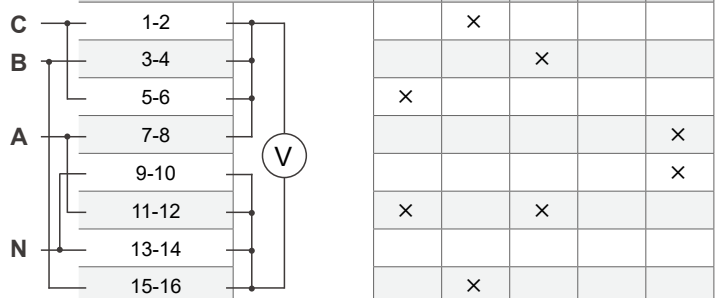 C 1-2 ×
B 3-4 ×
5-6 ×
A 7-8 ×
V
9-10 ×
11-12 × ×
N 13-14
15-16 ×